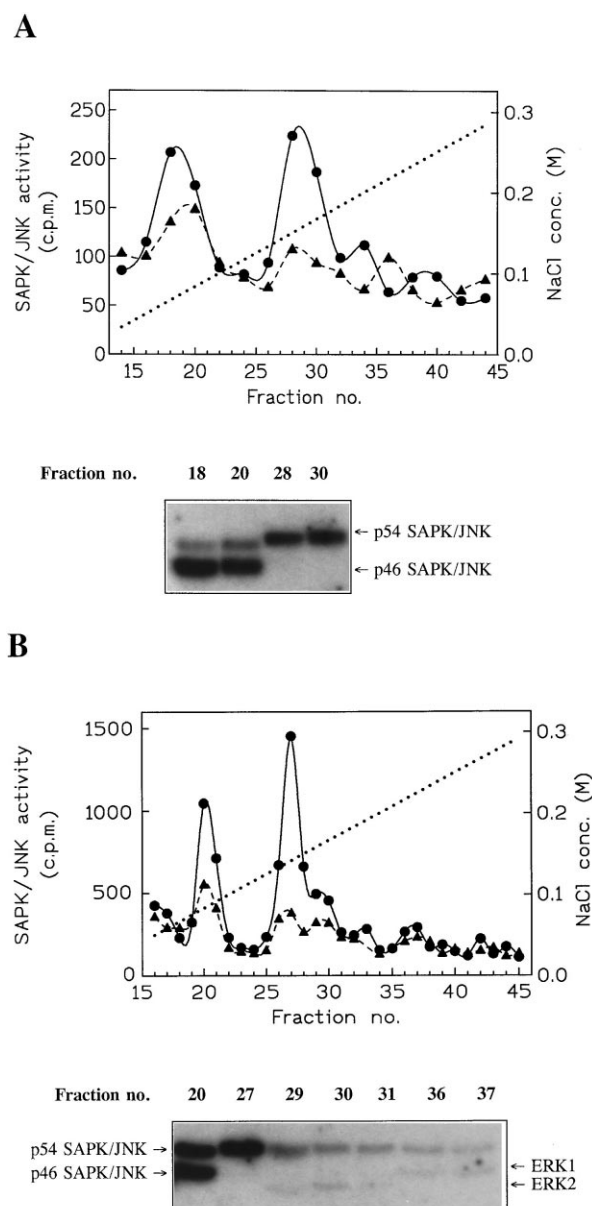 A
SAPK/JNK activity
(c.p.m.)
250
200
150
100
50
0
0.3
0.2
0.1
0.0
NaCl conc. (M)
15 20 25 30 35 40 45
Fraction no.
Fraction no. 18 20 28 30
← p54 SAPK/JNK
← p46 SAPK/JNK
B
SAPK/JNK activity
(c.p.m.)
1500
1000
500
0
0.3
0.2
0.1
0.0
NaCl conc. (M)
15 20 25 30 35 40 45
Fraction no.
Fraction no. 20 27 29 30 31 36 37
p54 SAPK/JNK →
p46 SAPK/JNK →
← ERK1
← ERK2